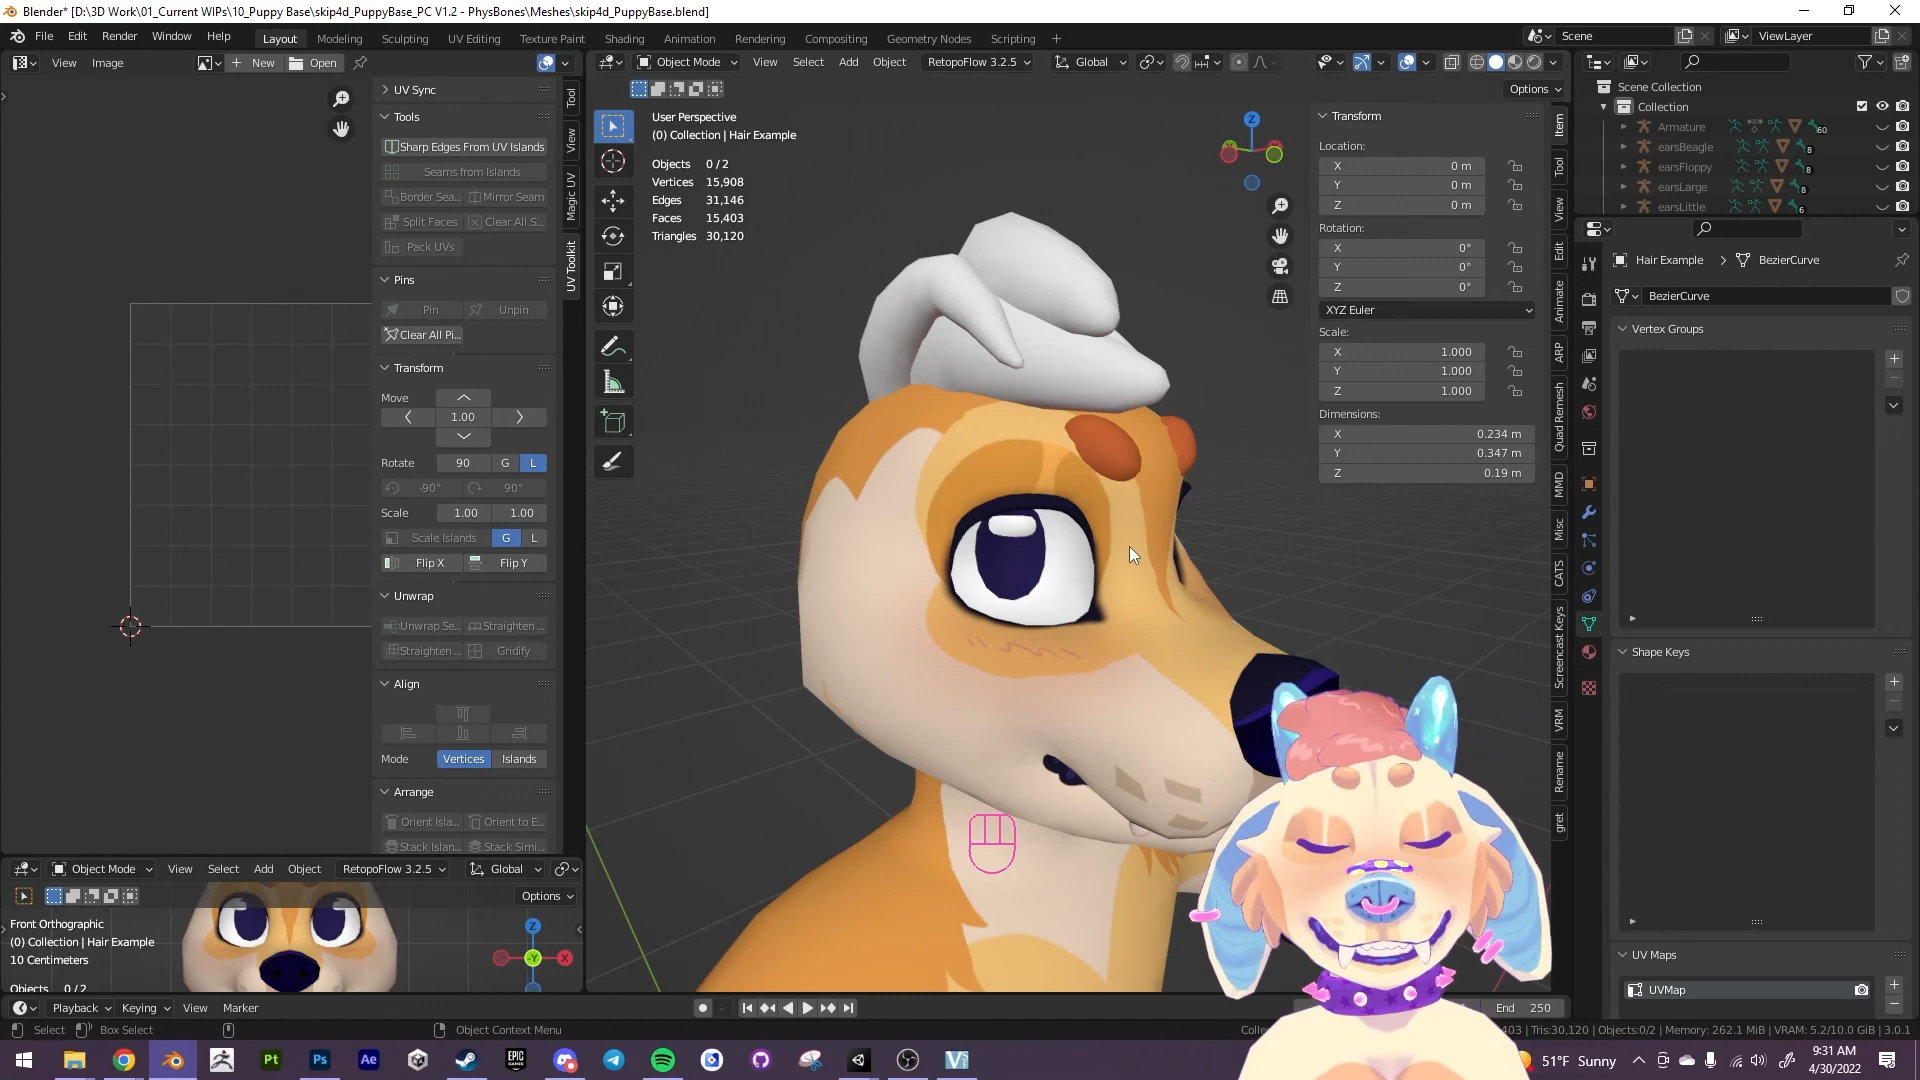 Blender* [D:\3D Work\01_Current WIPs\10_Puppy Base\skip4d_PuppyBase_PC V1.2 - PhysBones\Meshes\skip4d_PuppyBase.blend]
File Edit Render Window Help Layout Modeling Sculpting UV Editing Texture Paint Shading Animation Rendering Compositing Geometry Nodes Scripting + Scene ViewLayer
View Image New Open Object Mode View Select Add Object RetopoFlow 3.2.5 Global
Options
UV Sync
Tools
Sharp Edges From UV Islands
Seams from Islands
Border Sea... Mirror Seam
Split Faces Clear All S...
Pack UVs
Pins
Pin Unpin
Clear All Pi...
Transform
Move
1.00
Rotate 90 G L
-90° 90°
Scale 1.00 1.00
Scale Islands G L
Flip X Flip Y
Unwrap
Unwrap Se... Straighten ...
Straighten ... Gridify
Align
Mode Vertices Islands
Arrange
Orient Isla... Orient to E...
Stack Islan... Stack Simi...
Tool
View
Magic UV
UV Toolkit
User Perspective
(0) Collection | Hair Example
Objects 0/2
Vertices 15,908
Edges 31,146
Faces 15,403
Triangles 30,120
Z
Transform
Location:
X 0 m
Y 0 m
Z 0 m
Rotation:
X 0°
Y 0°
Z 0°
XYZ Euler
Scale:
X 1.000
Y 1.000
Z 1.000
Dimensions:
X 0.234 m
Y 0.347 m
Z 0.19 m
Item
Tool
View
Edit
Animate
ARP
Quad Remesh
MMD
Misc
CATS
Screencast Keys
VRM
Rename
gret
Scene Collection
Collection
Armature 60
earsBeagle 8
earsFloppy 8
earsLarge 8
earsLittle 6
Hair Example > BezierCurve
BezierCurve
Vertex Groups
Shape Keys
UV Maps
UVMap
Object Mode View Select Add Object RetopoFlow 3.2.5 Global
Options
Front Orthographic
(0) Collection | Hair Example
10 Centimeters
Objects 0/2
Z
-Y
X
Playback Keying View Marker End 250
Select Box Select Object Context Menu
Tris:30,120 | Objects:0/2 | Memory: 262.1 MiB | VRAM: 5.2/10.0 GiB | 3.0.1
Pt Ps Ae EPIC GAMES
51°F Sunny
9:31 AM
4/30/2022